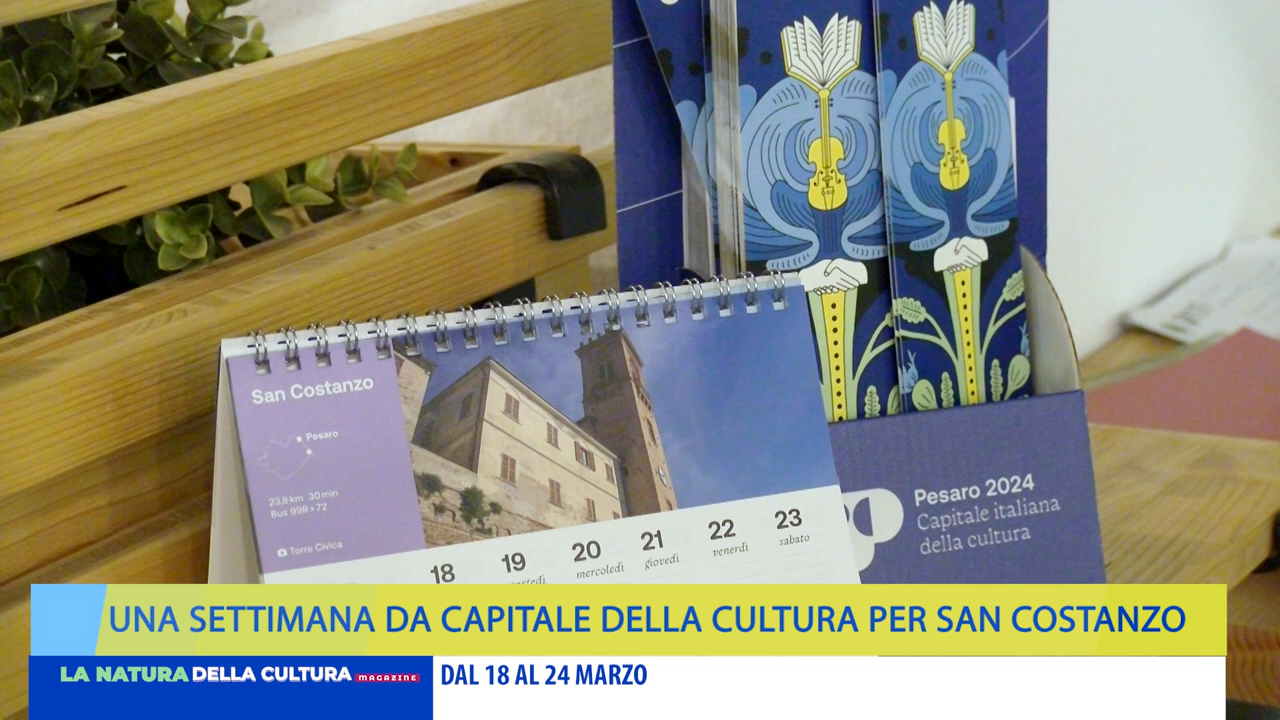 San Costanzo
Pesaro
23,8 km 30 min
Bus 99R > 72
Torre Civica
18
19
20
21
22
23
mercoledì
giovedì
venerdì
sabato
Pesaro 2024
Capitale italiana
della cultura
UNA SETTIMANA DA CAPITALE DELLA CULTURA PER SAN COSTANZO
LA NATURA DELLA CULTURA MAGAZINE
DAL 18 AL 24 MARZO